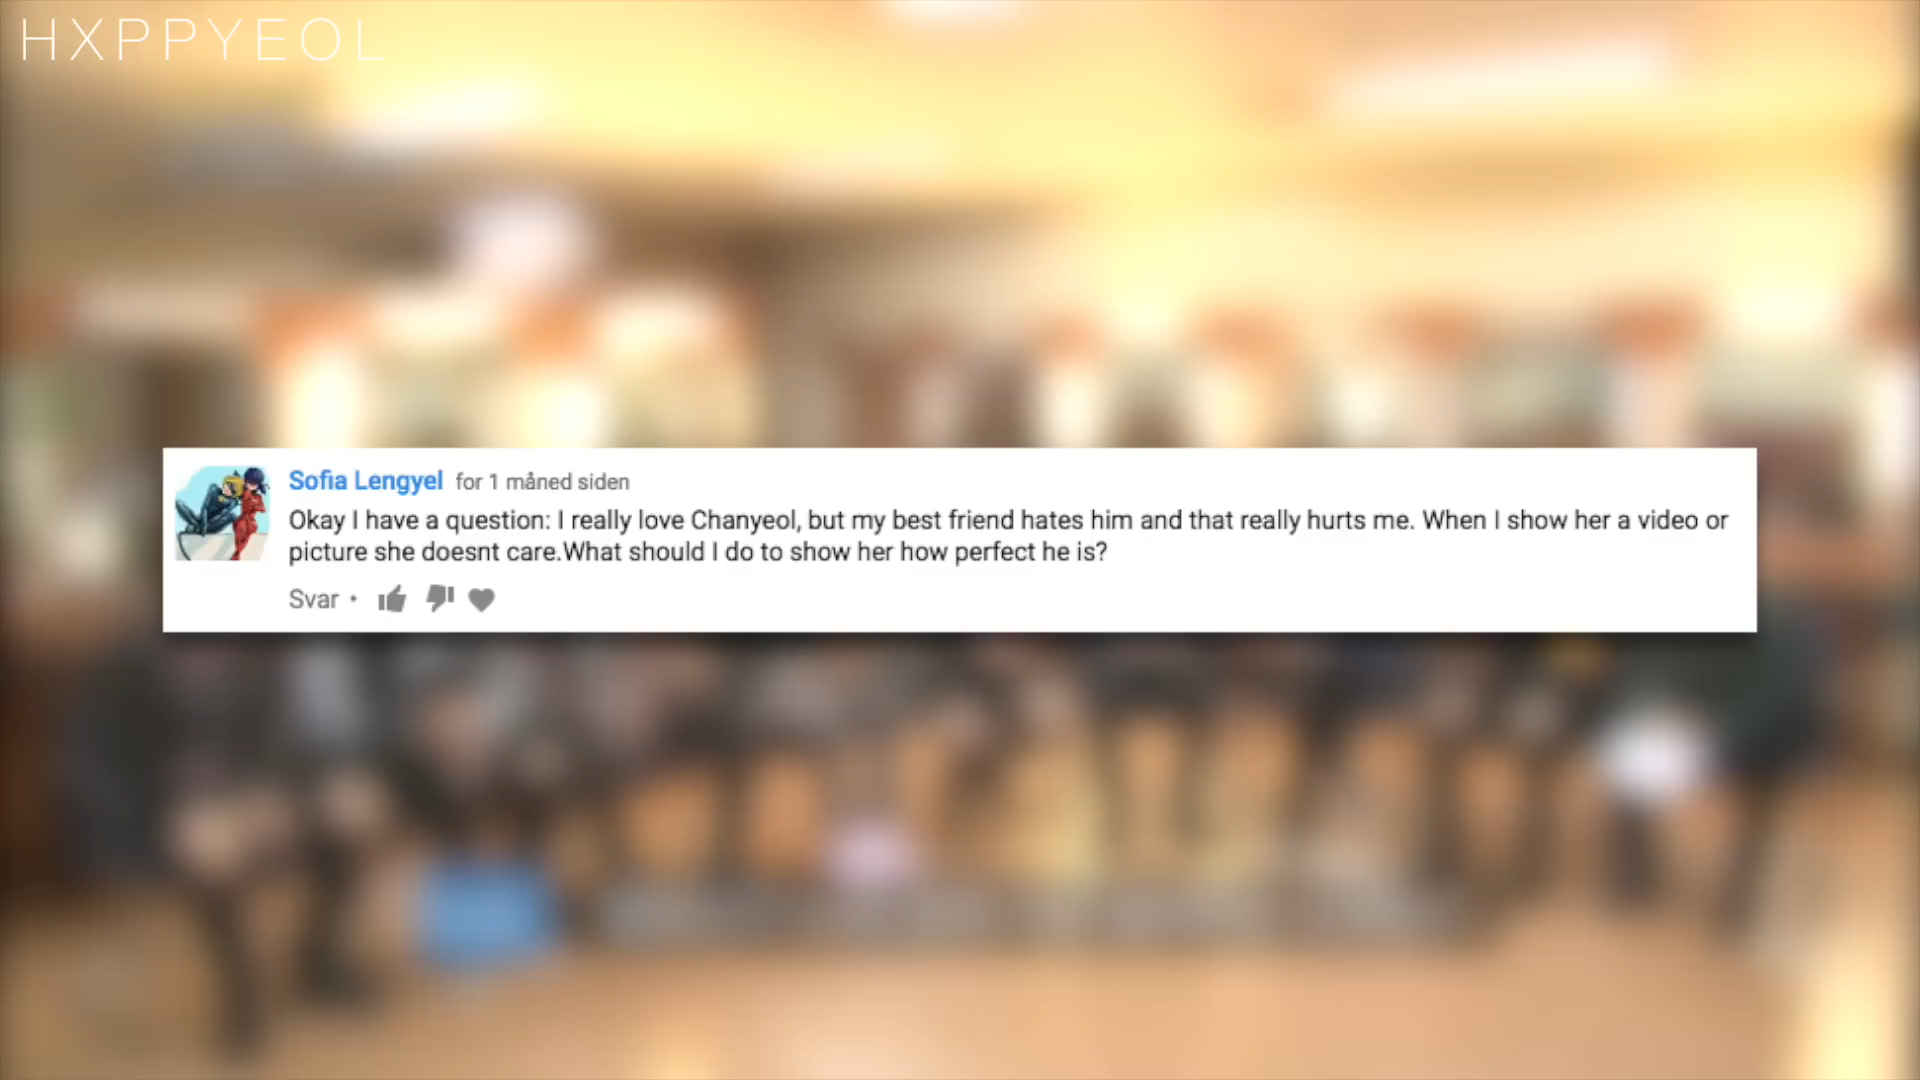 HXPPYEOL
Sofia Lengyel for 1 måned siden
Okay I have a question: I really love Chanyeol, but my best friend hates him and that really hurts me. When I show her a video or
picture she doesnt care.What should I do to show her how perfect he is?
Svar •